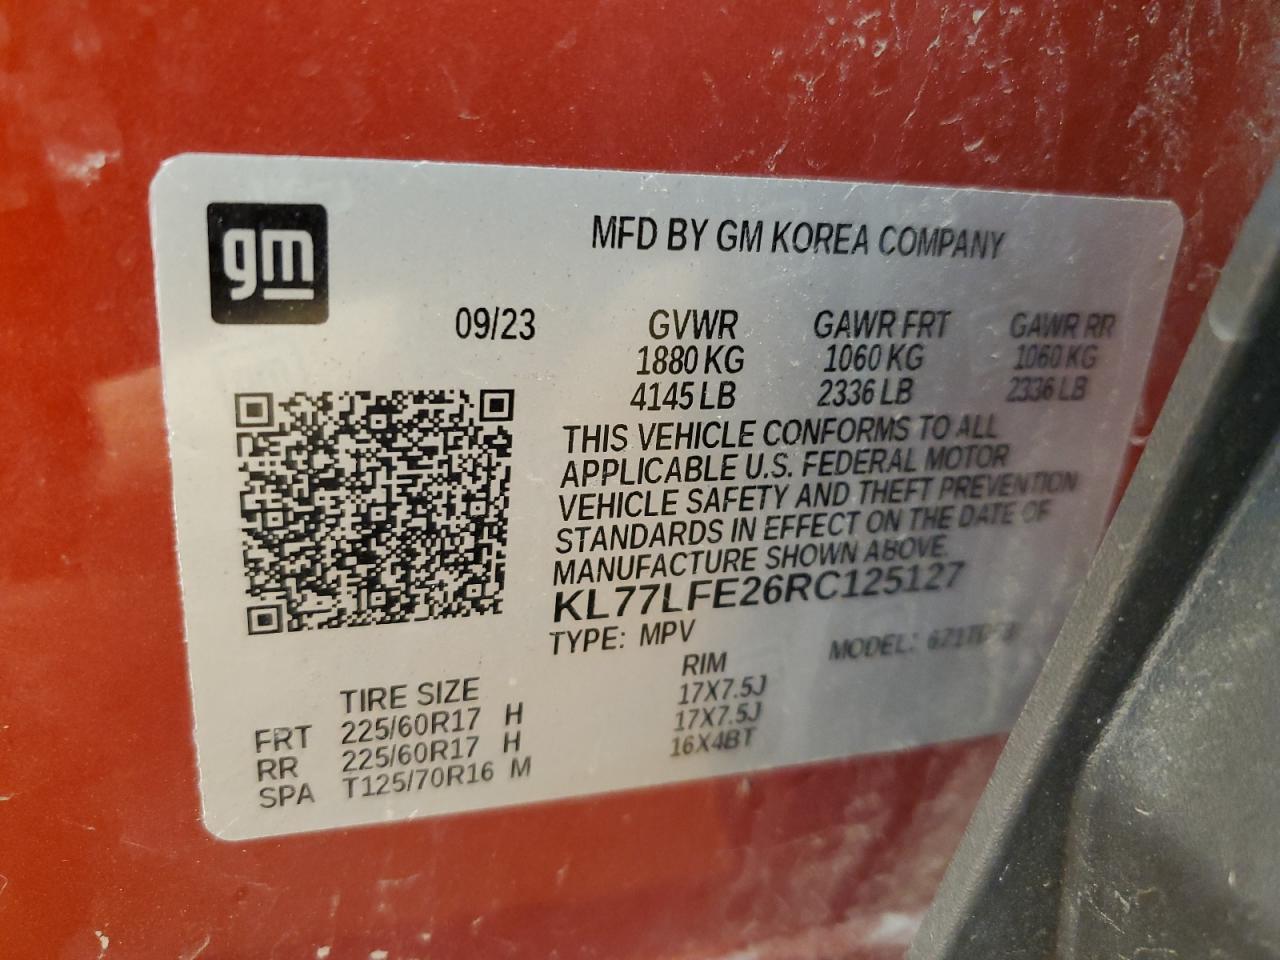 gm
MFD BY GM KOREA COMPANY
09/23 GVWR GAWR FRT GAWR RR
1880 KG 1060 KG 1060 KG
4145 LB 2336 LB 2336 LB
THIS VEHICLE CONFORMS TO ALL
APPLICABLE U.S. FEDERAL MOTOR
VEHICLE SAFETY AND THEFT PREVENTION
STANDARDS IN EFFECT ON THE DATE OF
MANUFACTURE SHOWN ABOVE.
KL77LFE26RC125127
TYPE: MPV MODEL:
TIRE SIZE RIM
FRT 225/60R17 H 17X7.5J
RR 225/60R17 H 17X7.5J
SPA T125/70R16 M 16X4BT